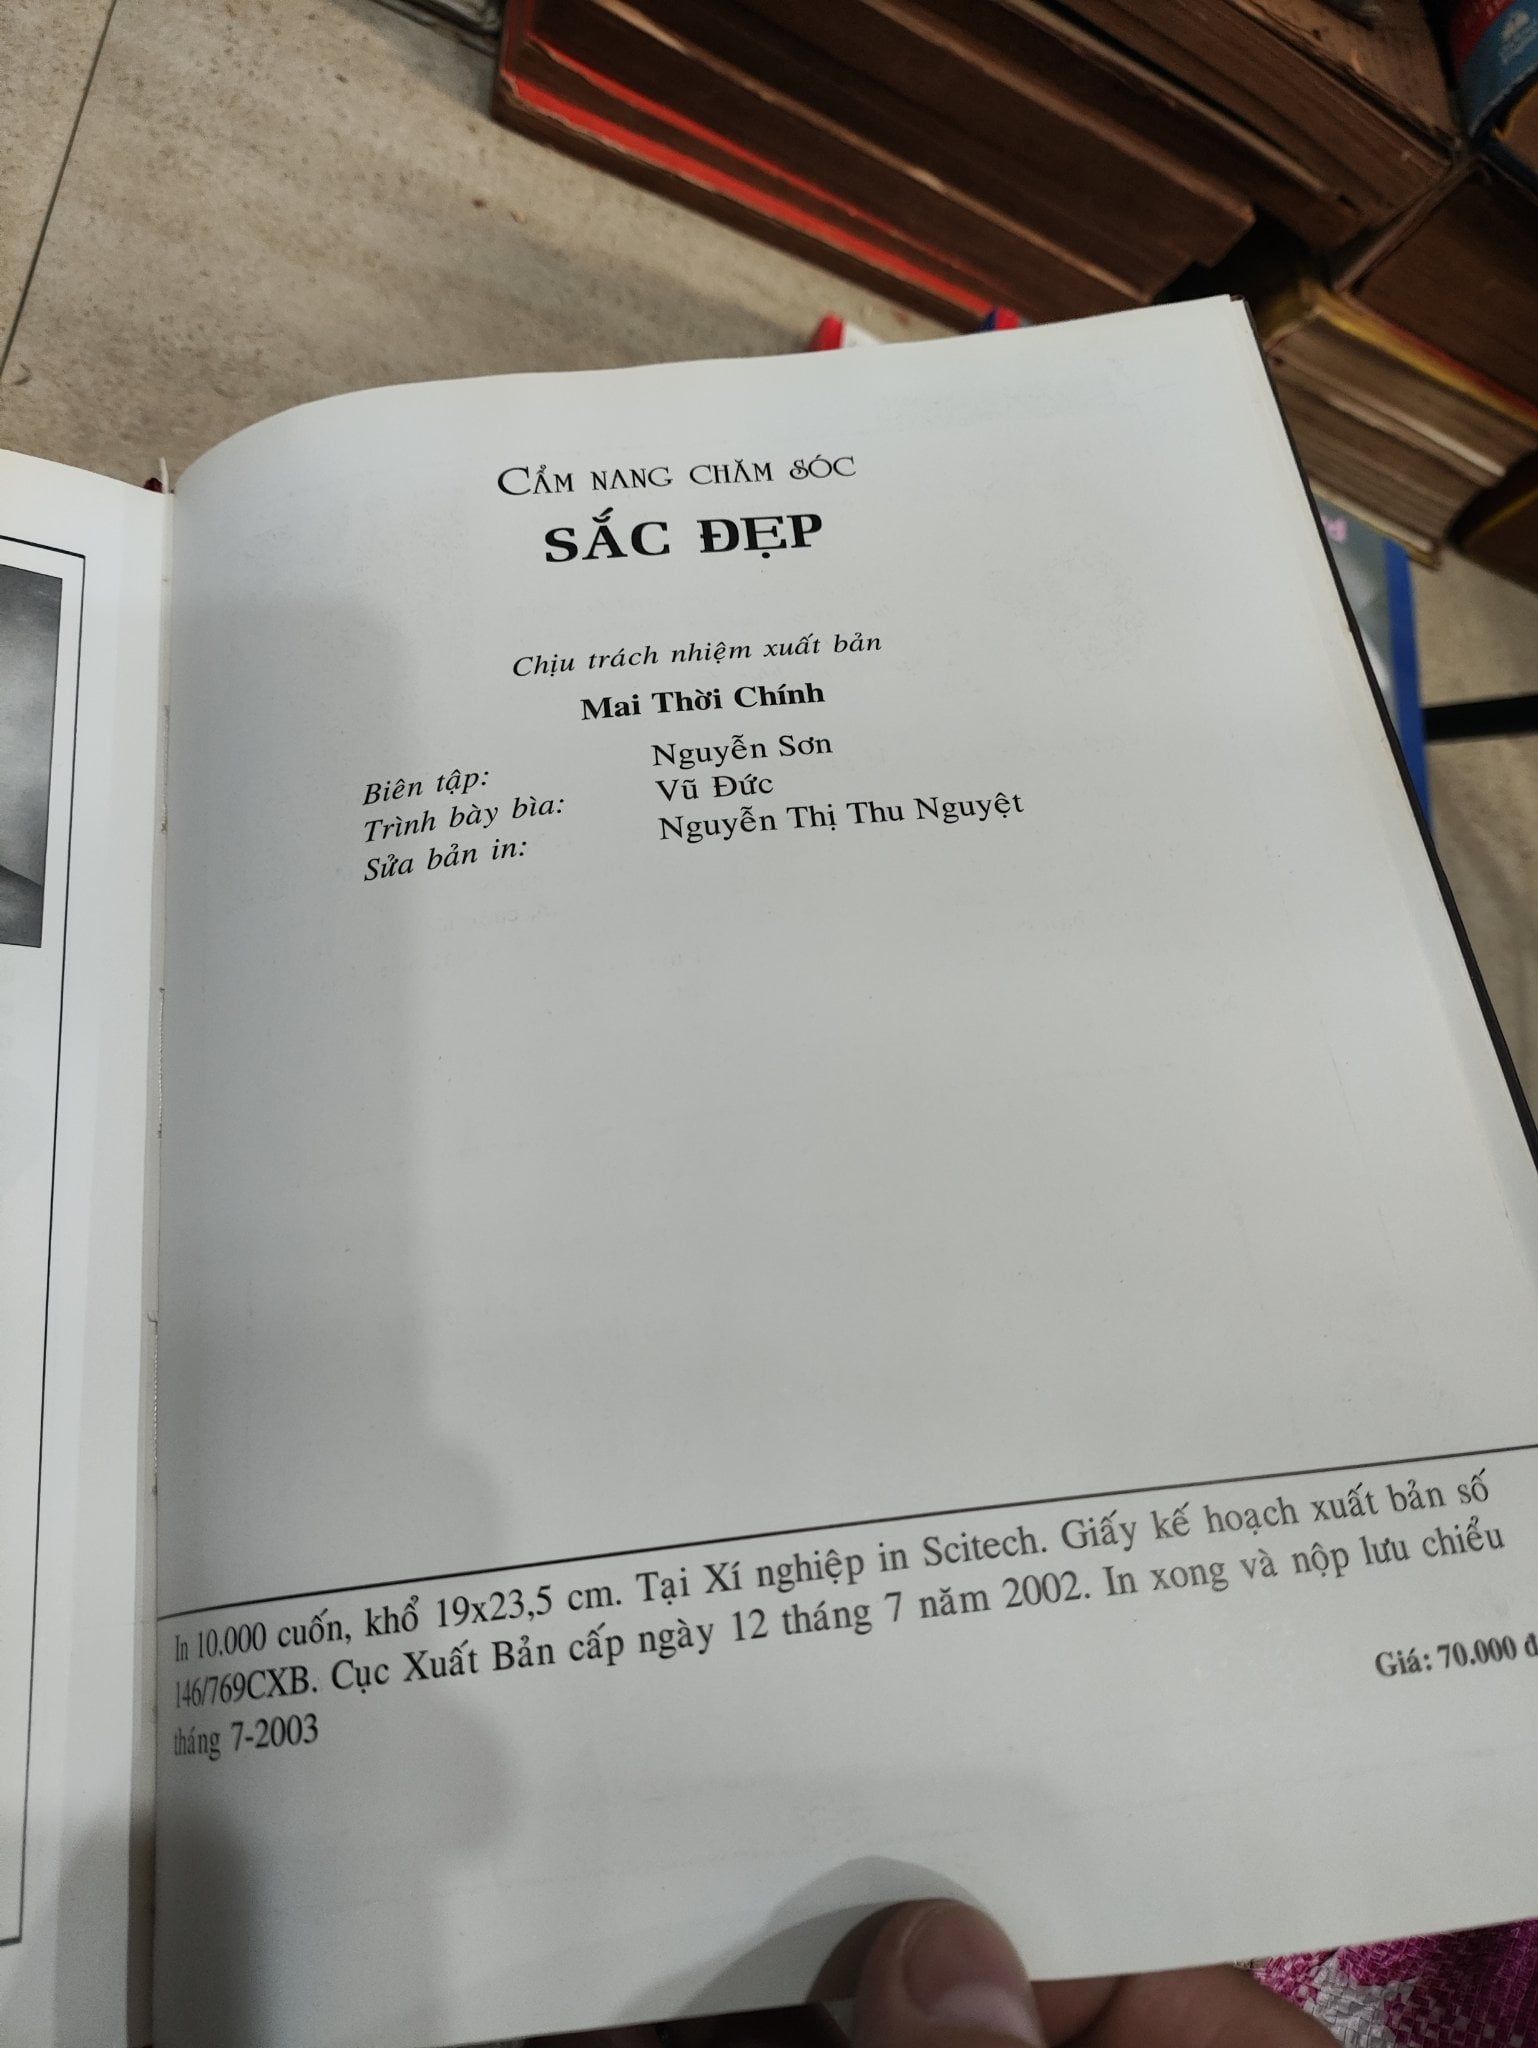 CẨM NANG CHĂM SÓC
SẮC ĐẸP
Chịu trách nhiệm xuất bản
Mai Thời Chính
Biên tập: Nguyễn Sơn
Trình bày bìa: Vũ Đức
Sửa bản in: Nguyễn Thị Thu Nguyệt
In 10.000 cuốn, khổ 19x23,5 cm. Tại Xí nghiệp in Scitech. Giấy kế hoạch xuất bản số
146/769CXB. Cục Xuất Bản cấp ngày 12 tháng 7 năm 2002. In xong và nộp lưu chiểu
tháng 7-2003
Giá: 70.000 đ